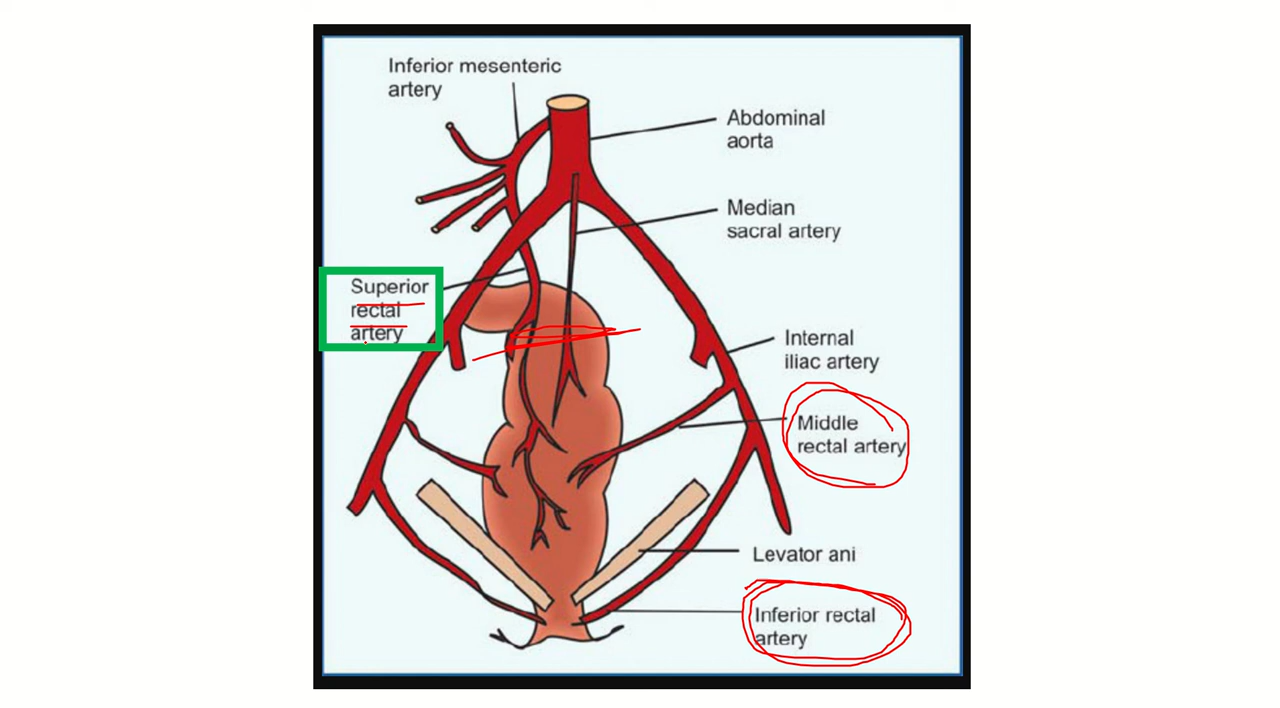 Inferior mesenteric
artery
Abdominal
aorta
Median
sacral artery
Superior
rectal
artery
Internal
iliac artery
Middle
rectal artery
Levator ani
Inferior rectal
artery